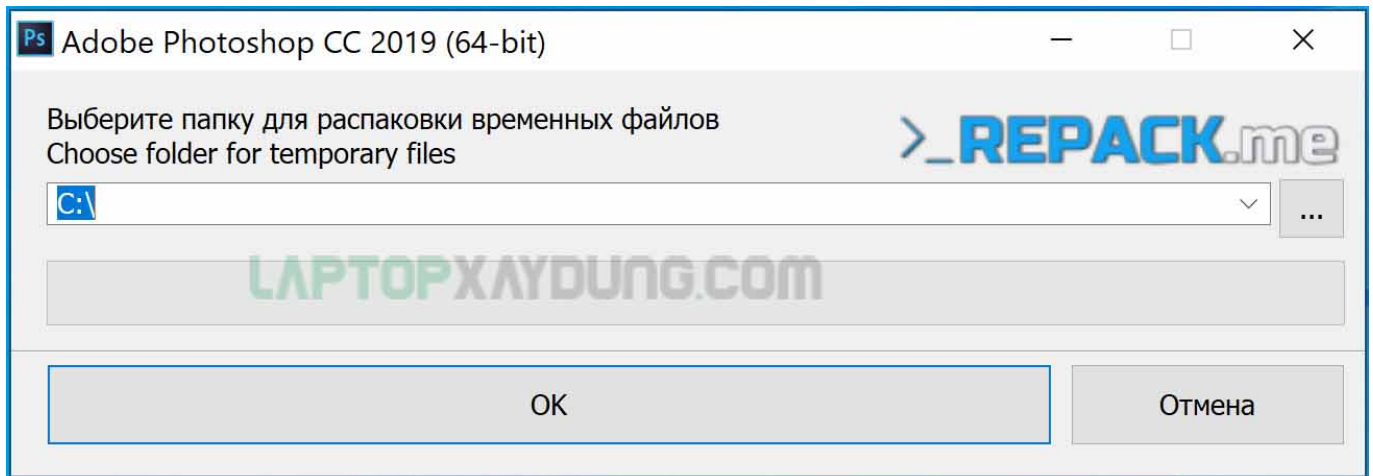 Ps Adobe Photoshop CC 2019 (64-bit)
Выберите папку для распаковки временных файлов
Choose folder for temporary files
>_REPACK.me
C:\
...
LAPTOPXAYDUNG.COM
OK
Отмена